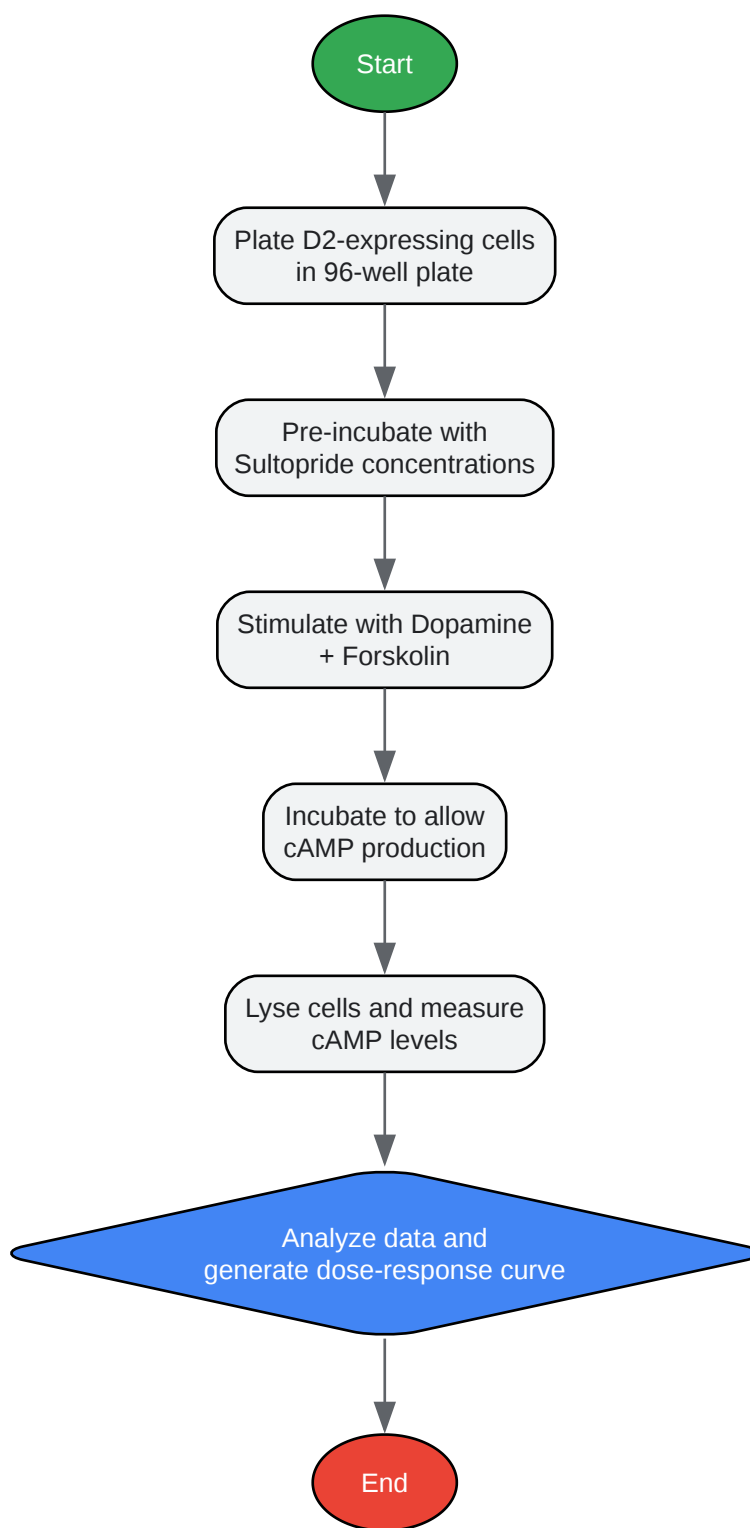 Start
Plate D2-expressing cells
in 96-well plate
Pre-incubate with
Sultopride concentrations
Stimulate with Dopamine
+ Forskolin
Incubate to allow
cAMP production
Lyse cells and measure
cAMP levels
Analyze data and
generate dose-response curve
End